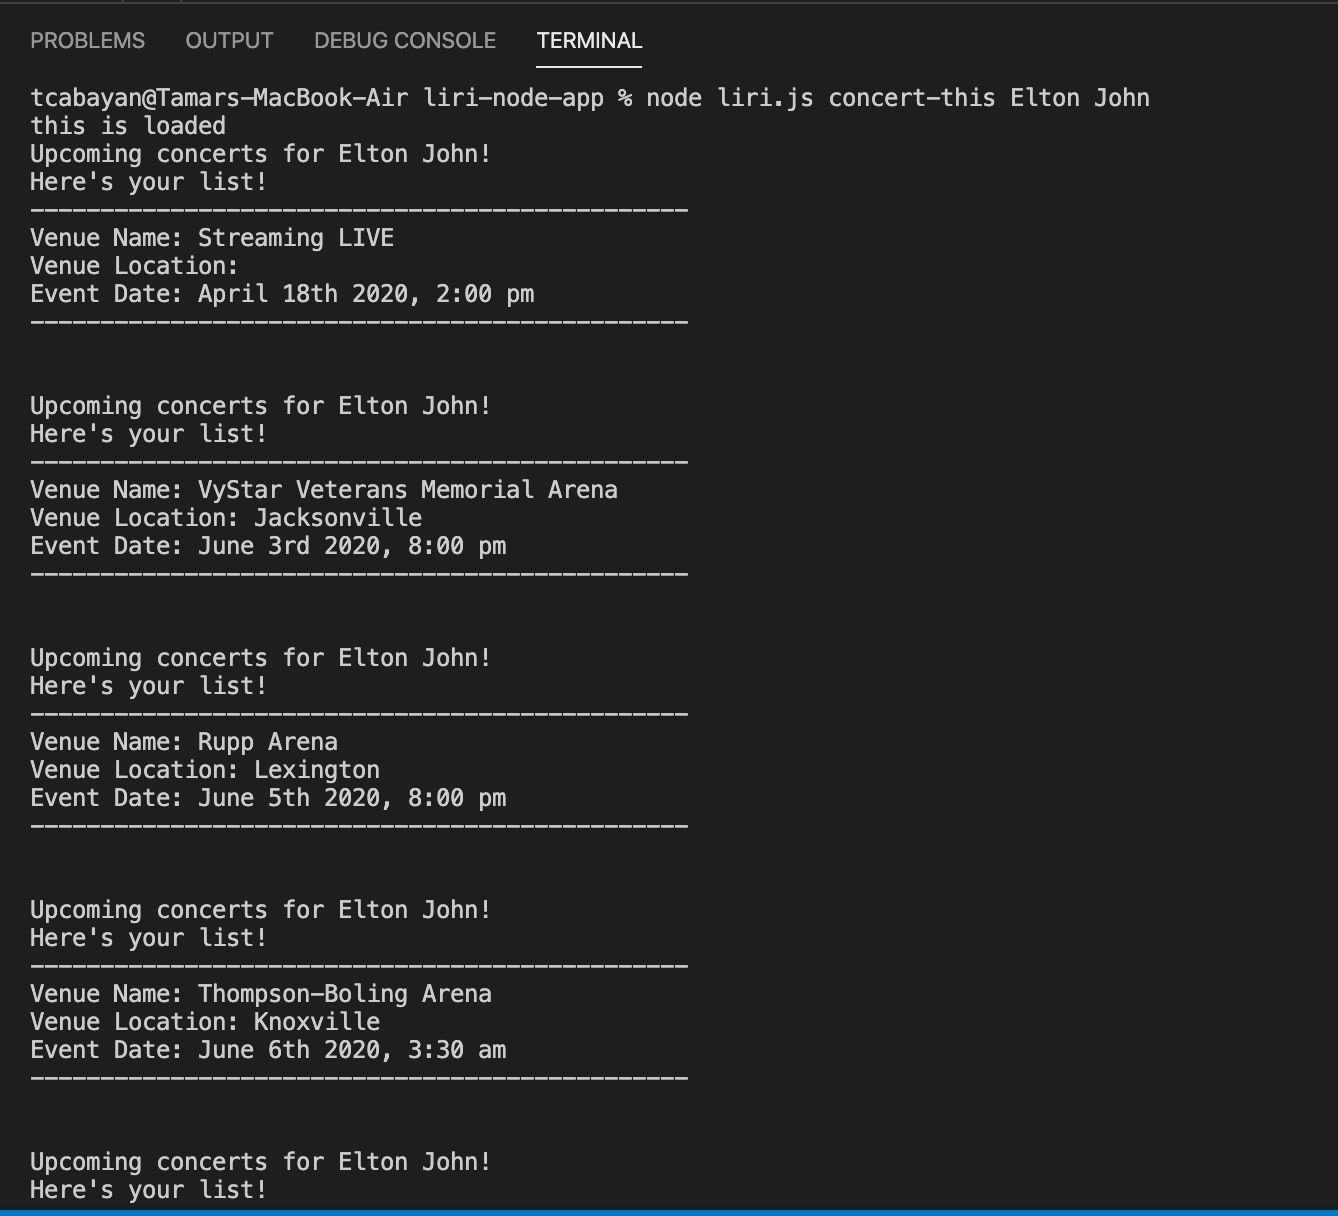 PROBLEMS OUTPUT DEBUG CONSOLE TERMINAL
tcabayan@Tamars-MacBook-Air liri-node-app % node liri.js concert-this Elton John
this is loaded
Upcoming concerts for Elton John!
Here's your list!
-----------------------------------------------
Venue Name: Streaming LIVE
Venue Location:
Event Date: April 18th 2020, 2:00 pm
-----------------------------------------------
Upcoming concerts for Elton John!
Here's your list!
-----------------------------------------------
Venue Name: VyStar Veterans Memorial Arena
Venue Location: Jacksonville
Event Date: June 3rd 2020, 8:00 pm
-----------------------------------------------
Upcoming concerts for Elton John!
Here's your list!
-----------------------------------------------
Venue Name: Rupp Arena
Venue Location: Lexington
Event Date: June 5th 2020, 8:00 pm
-----------------------------------------------
Upcoming concerts for Elton John!
Here's your list!
-----------------------------------------------
Venue Name: Thompson-Boling Arena
Venue Location: Knoxville
Event Date: June 6th 2020, 3:30 am
-----------------------------------------------
Upcoming concerts for Elton John!
Here's your list!